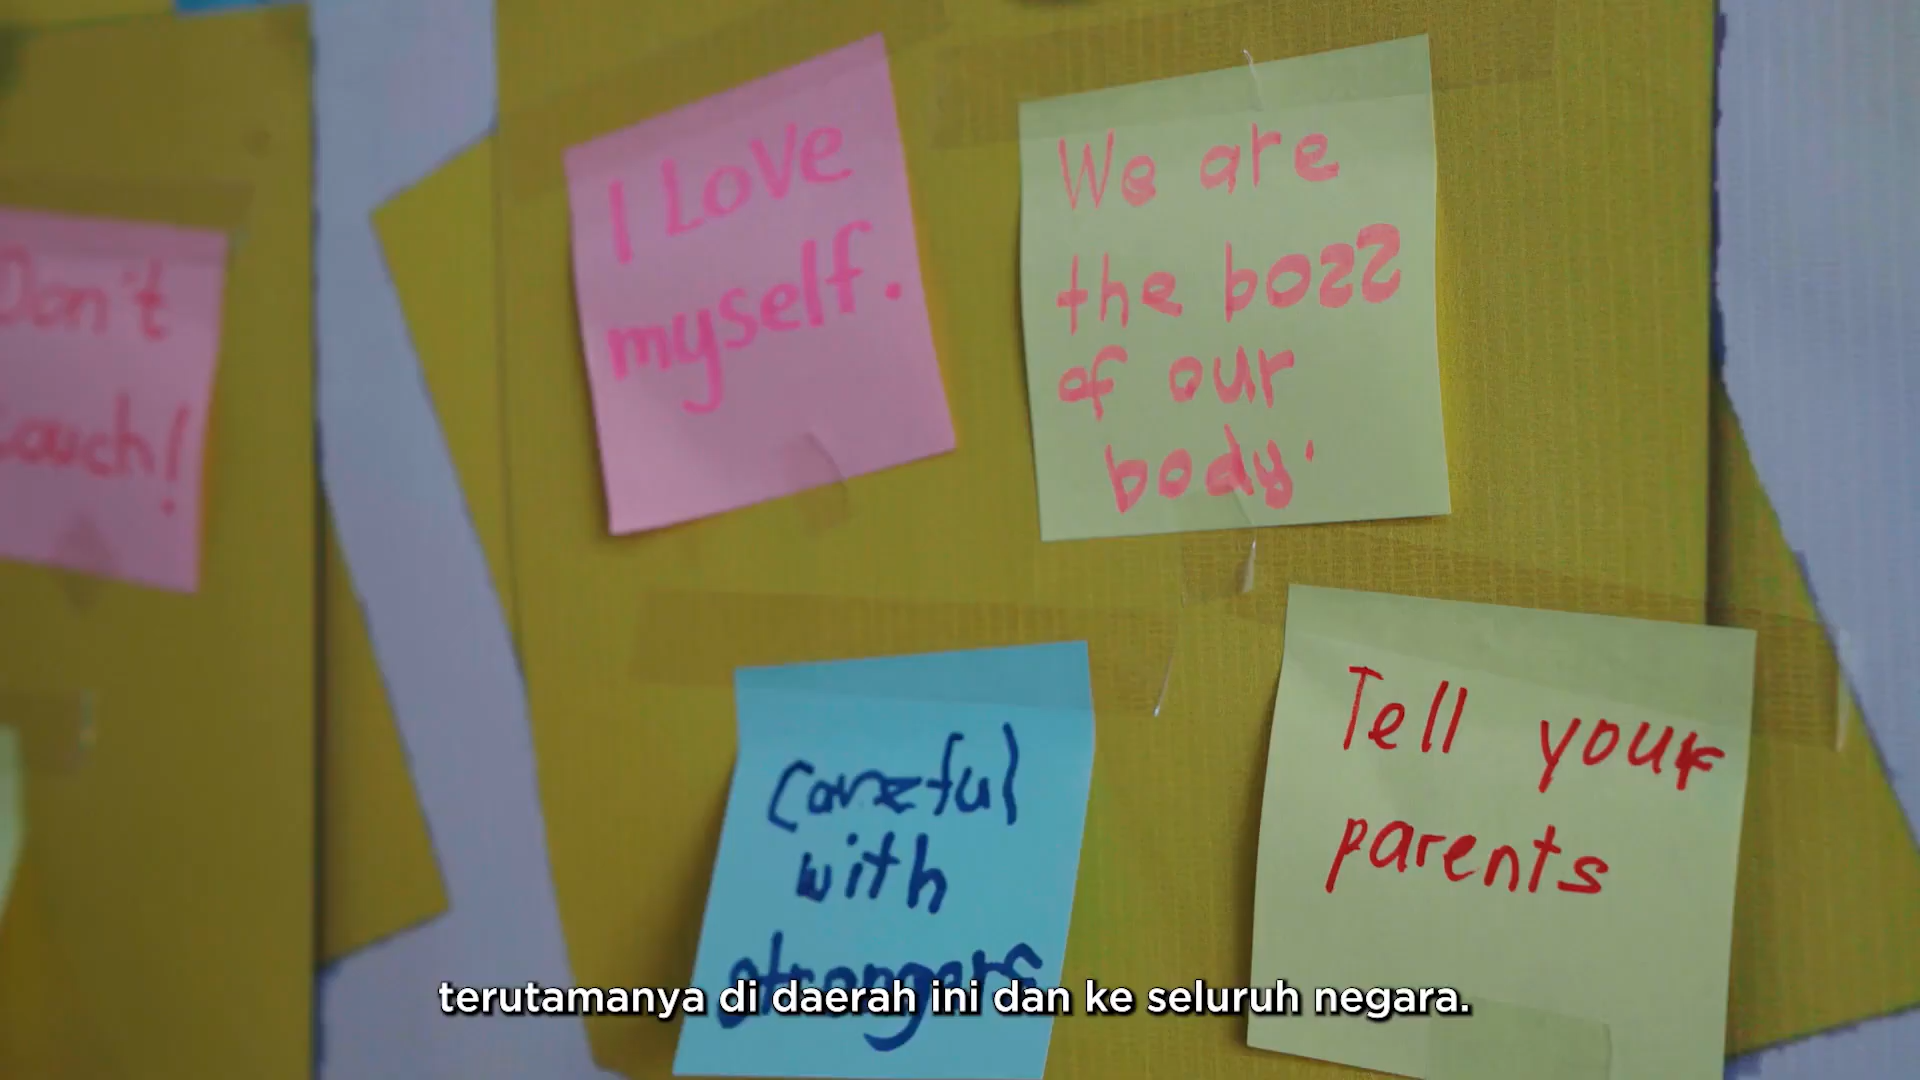 Don't
touch!
I Love
myself.
We are
the bozz
of our
body.
Careful
with
strangers
Tell your
parents
terutamanya di daerah ini dan ke seluruh negara.